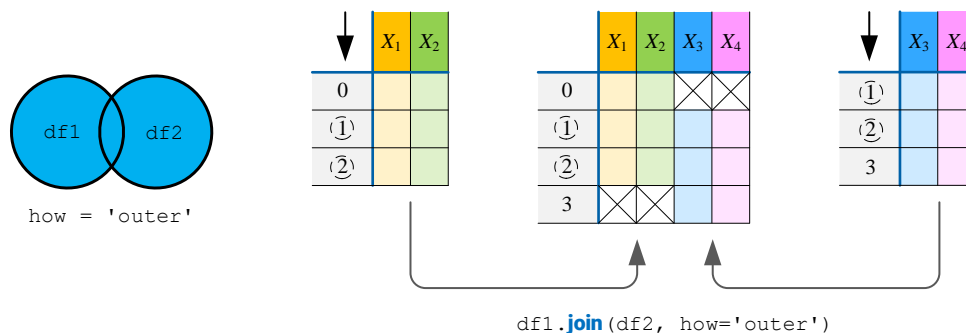 X₁ X₂
X₁ X₂ X₃ X₄
X₃ X₄
0
1
2
0
1
2
3
1
2
3
df1 df2
how = 'outer'
df1.join(df2, how='outer')